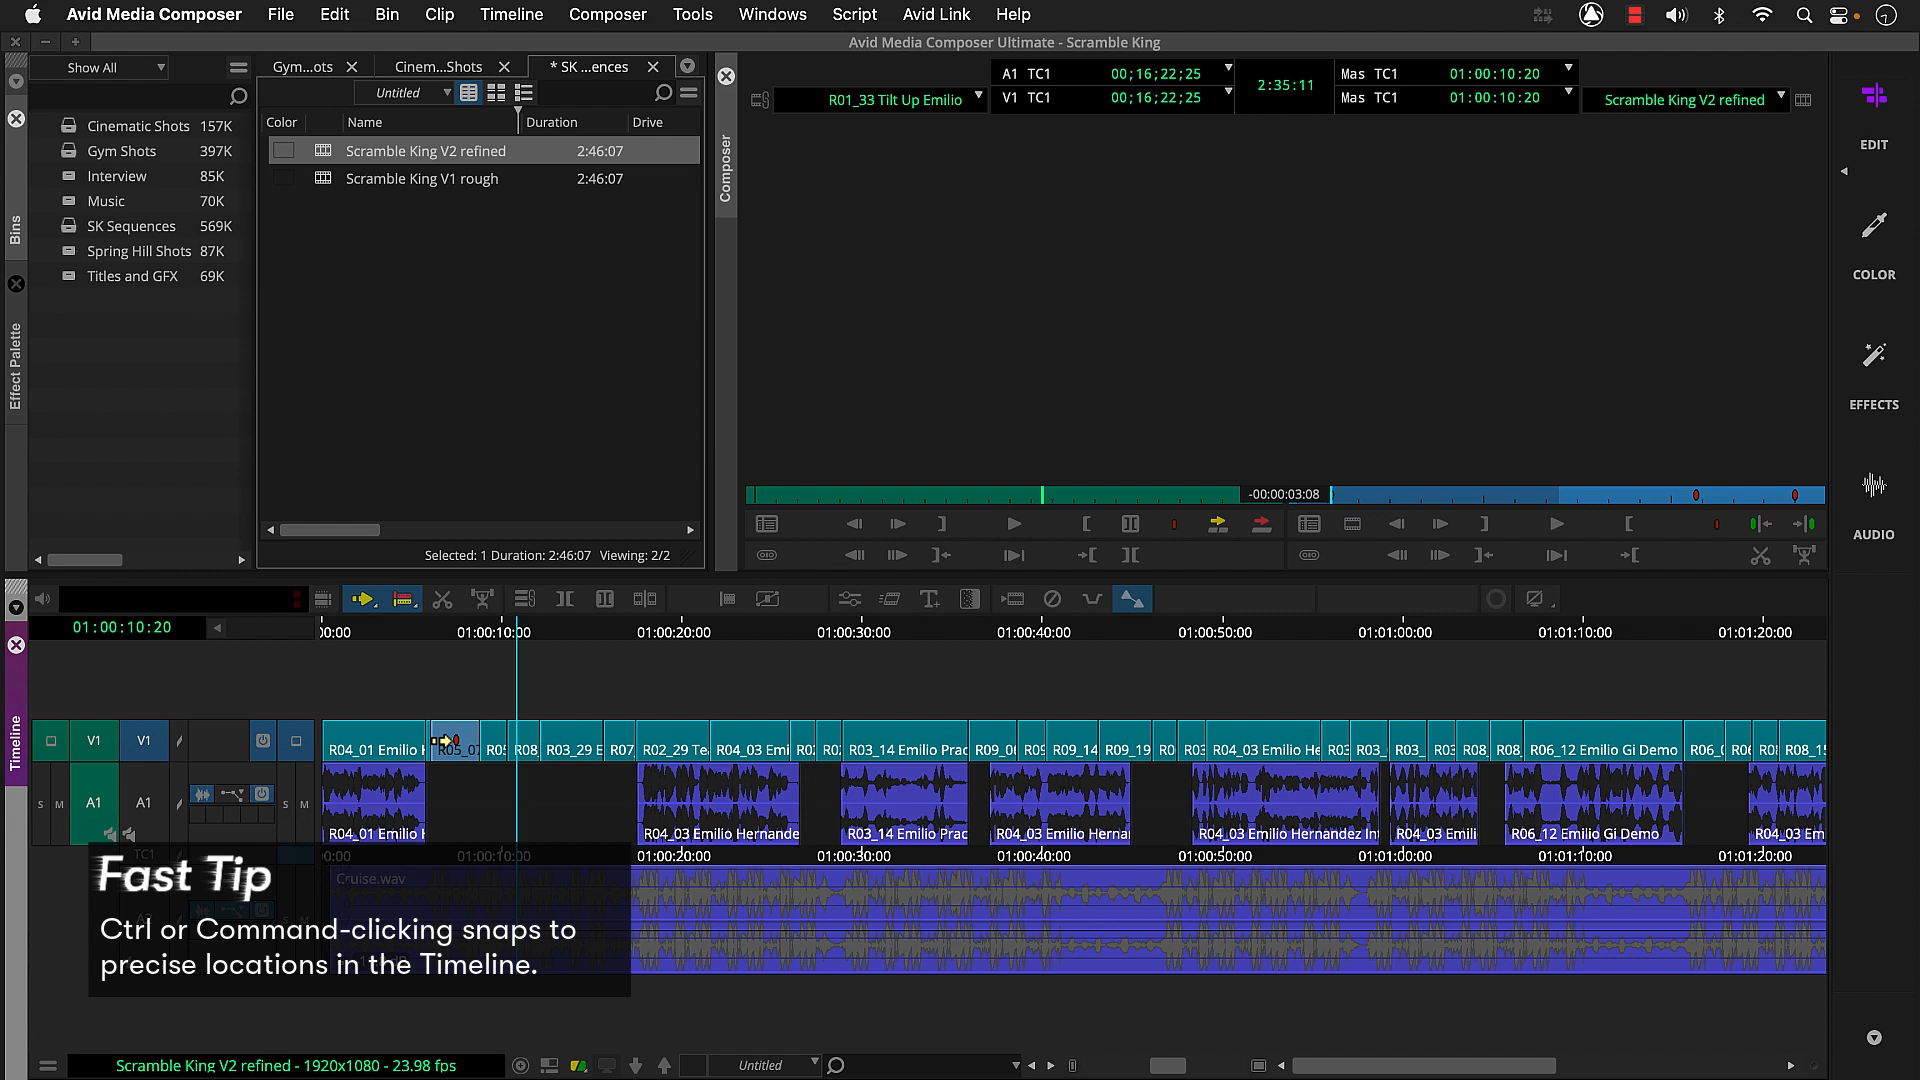 Avid Media Composer File Edit Bin Clip Timeline Composer Tools Windows Script Avid Link Help
Avid Media Composer Ultimate - Scramble King
Show All
Gym...ots
Cinem...Shots
* SK ...ences
Untitled
Color Name Duration Drive
Cinematic Shots 157K
Gym Shots 397K
Interview 85K
Music 70K
SK Sequences 569K
Spring Hill Shots 87K
Titles and GFX 69K
Scramble King V2 refined 2:46:07
Scramble King V1 rough 2:46:07
Selected: 1 Duration: 2:46:07 Viewing: 2/2
Bins
Effect Palette
Composer
R01_33 Tilt Up Emilio
A1 TC1 00;16;22;25
V1 TC1 00;16;22;25
2:35:11
Mas TC1 01:00:10:20
Mas TC1 01:00:10:20
Scramble King V2 refined
EDIT
COLOR
EFFECTS
AUDIO
-00:00:03:08
01:00:10:20
00:00 01:00:10:00 01:00:20:00 01:00:30:00 01:00:40:00 01:00:50:00 01:01:00:00 01:01:10:00 01:01:20:00
Timeline
V1 V1
R04_01 Emilio R05_07 R05 R08 R03_29 E R07 R02_29 Te R04_03 Emi R02 R02 R03_14 Emilio Prac R09_0 R09 R09_14 R09_19 R0 R03 R04_03 Emilio He R03 R03_ R03_ R03 R08_ R08_ R06_12 Emilio Gi Demo R06_0 R06 R08 R08_15
S M A1 A1 S M
R04_01 Emilio R04_03 Emilio Hernande R03_14 Emilio Prac R04_03 Emilio Herna R04_03 Emilio Hernandez Int R04_03 Emili R06_12 Emilio Gi Demo R04_03 Em
TC1
00:00 01:00:10:00 01:00:20:00 01:00:30:00 01:00:40:00 01:00:50:00 01:01:00:00 01:01:10:00 01:01:20:00
Cruise.wav
Fast Tip
Ctrl or Command-clicking snaps to
precise locations in the Timeline.
Scramble King V2 refined - 1920x1080 - 23.98 fps
Untitled